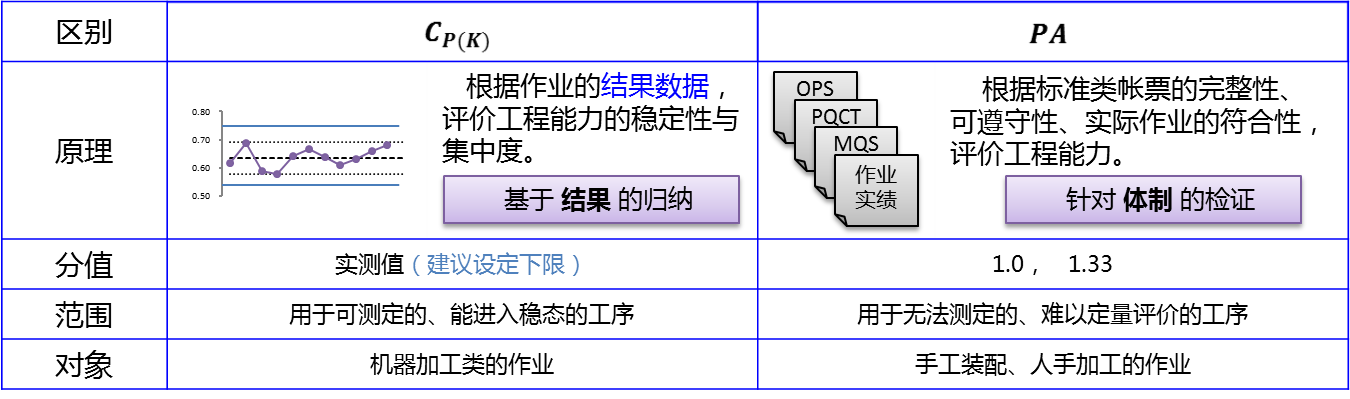 区别
C_{P(K)}
PA
原理
0.80
0.70
0.60
0.50
根据作业的结果数据，
评价工程能力的稳定性与
集中度。
基于 结果 的归纳
OPS
PQCT
MQS
作业
实绩
根据标准类帐票的完整性、
可遵守性、实际作业的符合性，
评价工程能力。
针对 体制 的检证
分值
实测值（建议设定下限）
1.0， 1.33
范围
用于可测定的、能进入稳态的工序
用于无法测定的、难以定量评价的工序
对象
机器加工类的作业
手工装配、人手加工的作业